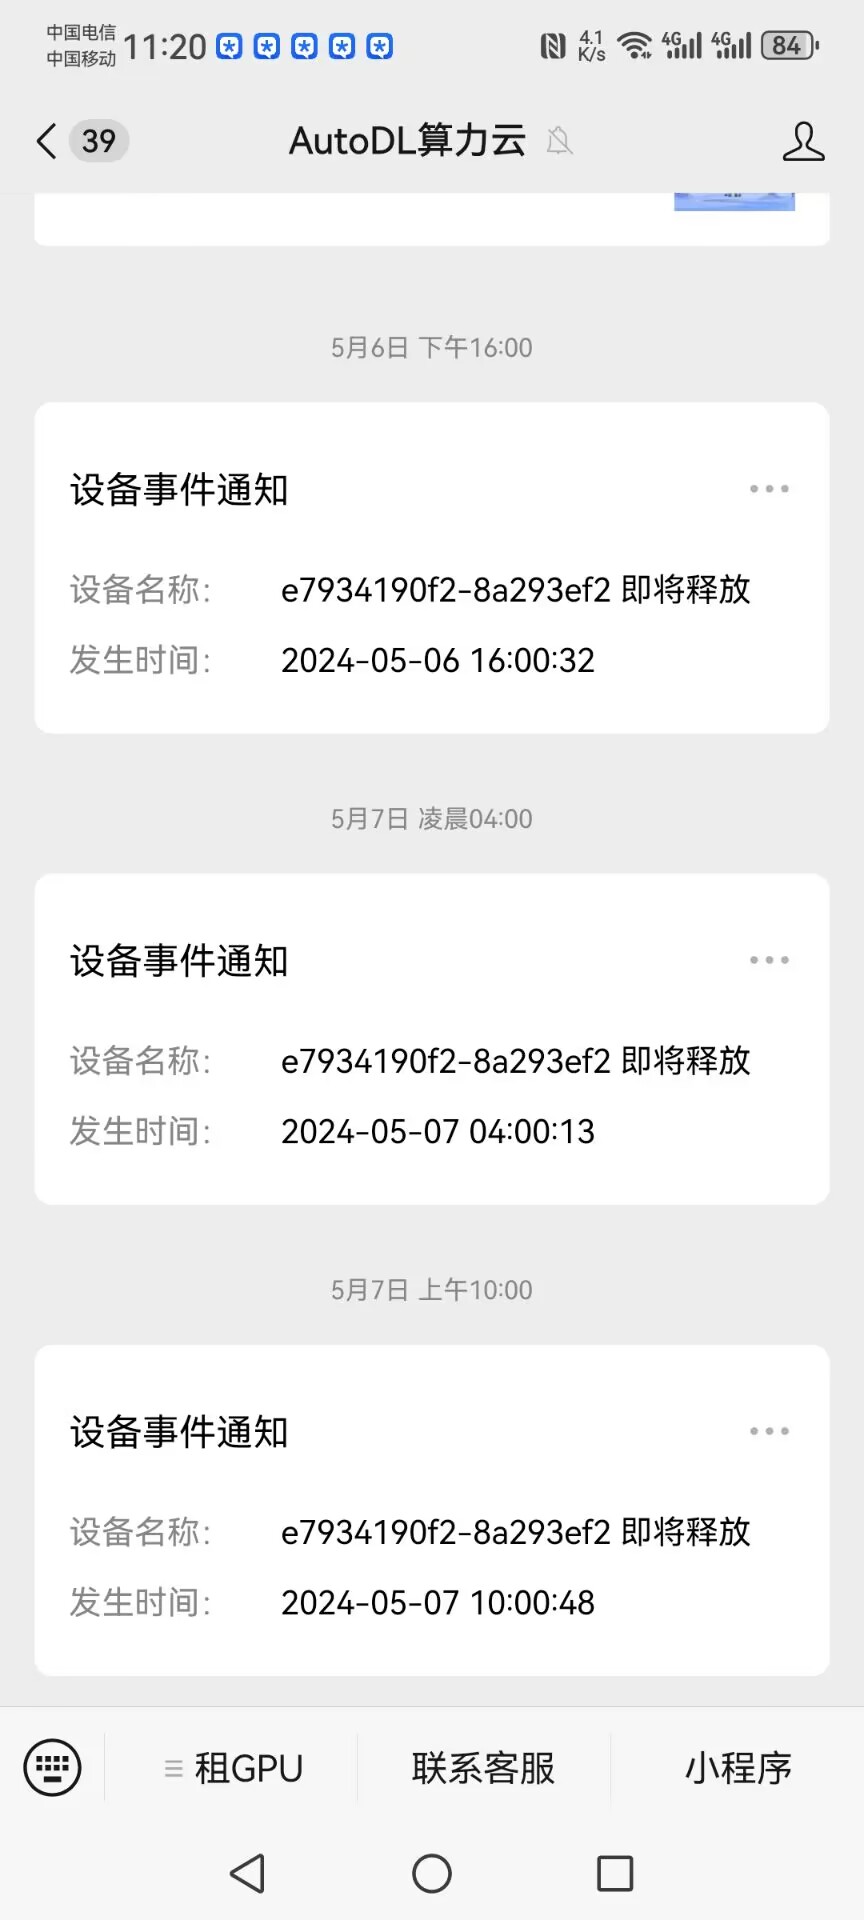 中国电信
中国移动
11:20
4.1
K/s
4G
4G
84
39
AutoDL算力云
5月6日 下午16:00
设备事件通知
设备名称: e7934190f2-8a293ef2 即将释放
发生时间: 2024-05-06 16:00:32
5月7日 凌晨04:00
设备事件通知
设备名称: e7934190f2-8a293ef2 即将释放
发生时间: 2024-05-07 04:00:13
5月7日 上午10:00
设备事件通知
设备名称: e7934190f2-8a293ef2 即将释放
发生时间: 2024-05-07 10:00:48
租GPU
联系客服
小程序